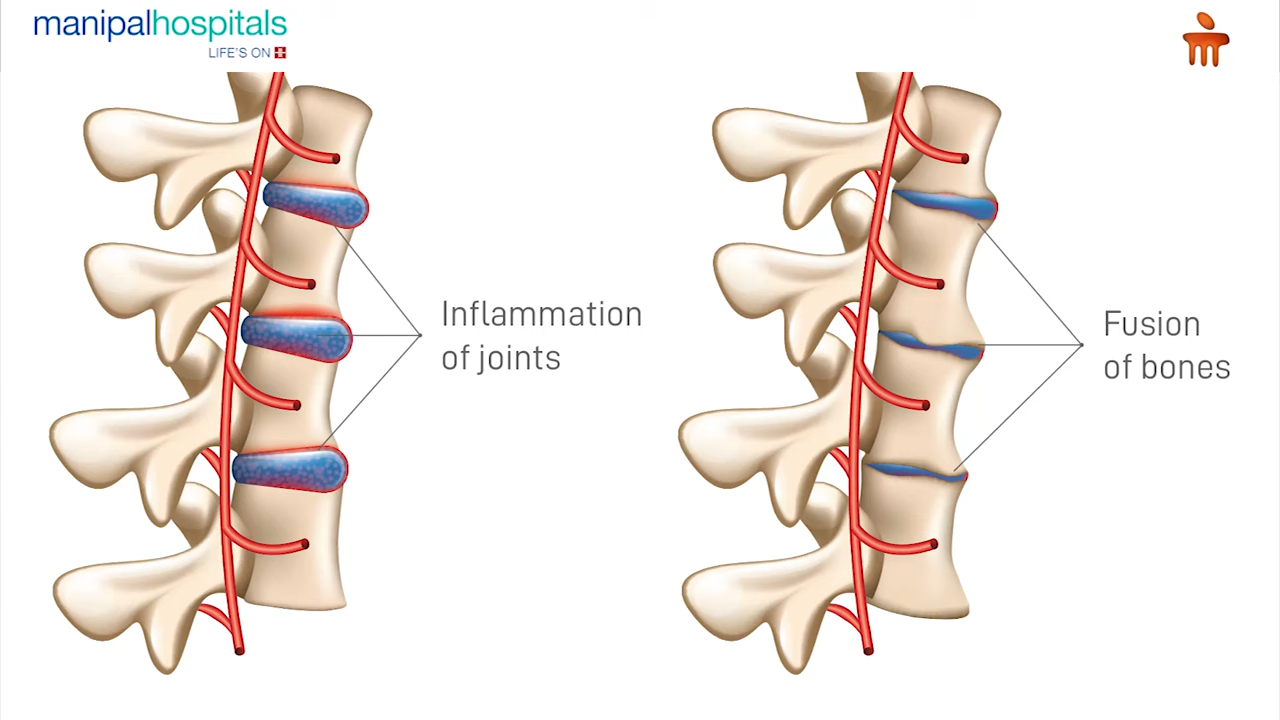 manipalhospitals
LIFE'S ON
Inflammation
of joints
Fusion
of bones